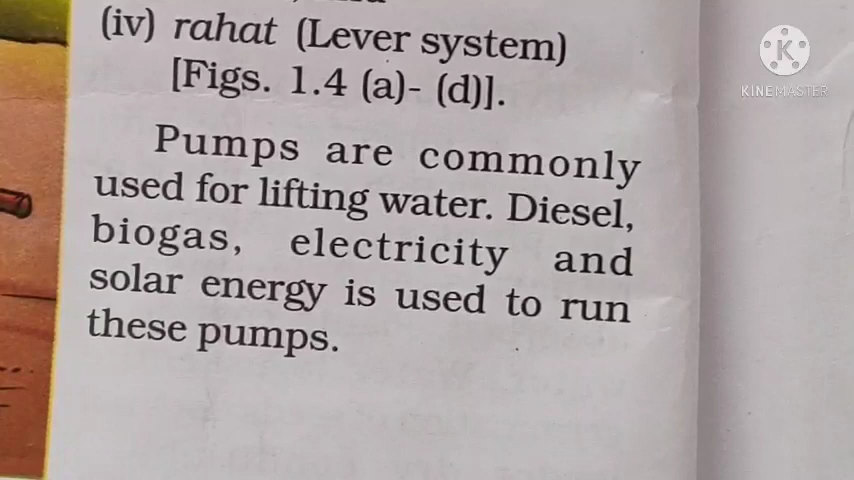 (iv) rahat (Lever system)
[Figs. 1.4 (a)- (d)].
Pumps are commonly
used for lifting water. Diesel,
biogas, electricity and
solar energy is used to run
these pumps.
K
KINEMASTER